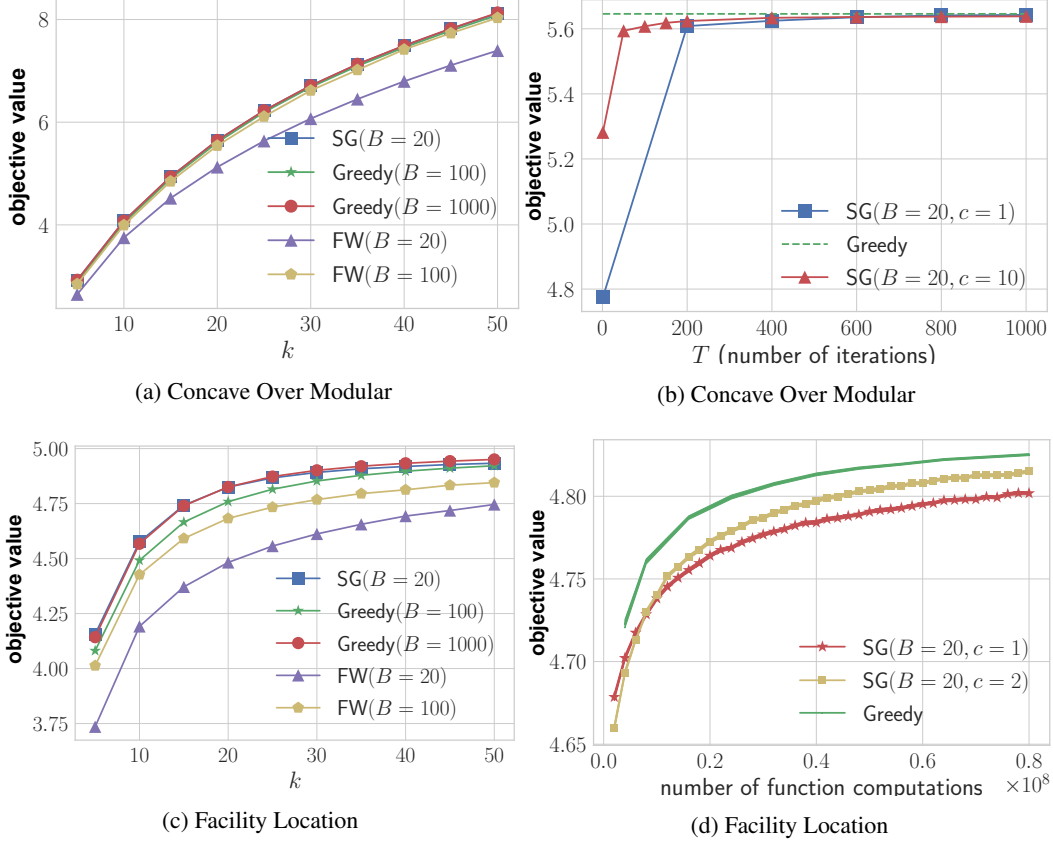 8
6
4
objective value
SG(B = 20)
Greedy(B = 100)
Greedy(B = 1000)
FW(B = 20)
FW(B = 100)
10 20 30 40 50
k
(a) Concave Over Modular
5.6
5.4
5.2
5.0
4.8
objective value
SG(B = 20, c = 1)
Greedy
SG(B = 20, c = 10)
0 200 400 600 800 1000
T (number of iterations)
(b) Concave Over Modular
5.00
4.75
4.50
4.25
4.00
3.75
objective value
SG(B = 20)
Greedy(B = 100)
Greedy(B = 1000)
FW(B = 20)
FW(B = 100)
10 20 30 40 50
k
(c) Facility Location
4.80
4.75
4.70
4.65
objective value
SG(B = 20, c = 1)
SG(B = 20, c = 2)
Greedy
0.0 0.2 0.4 0.6 0.8
number of function computations ×10⁸
(d) Facility Location